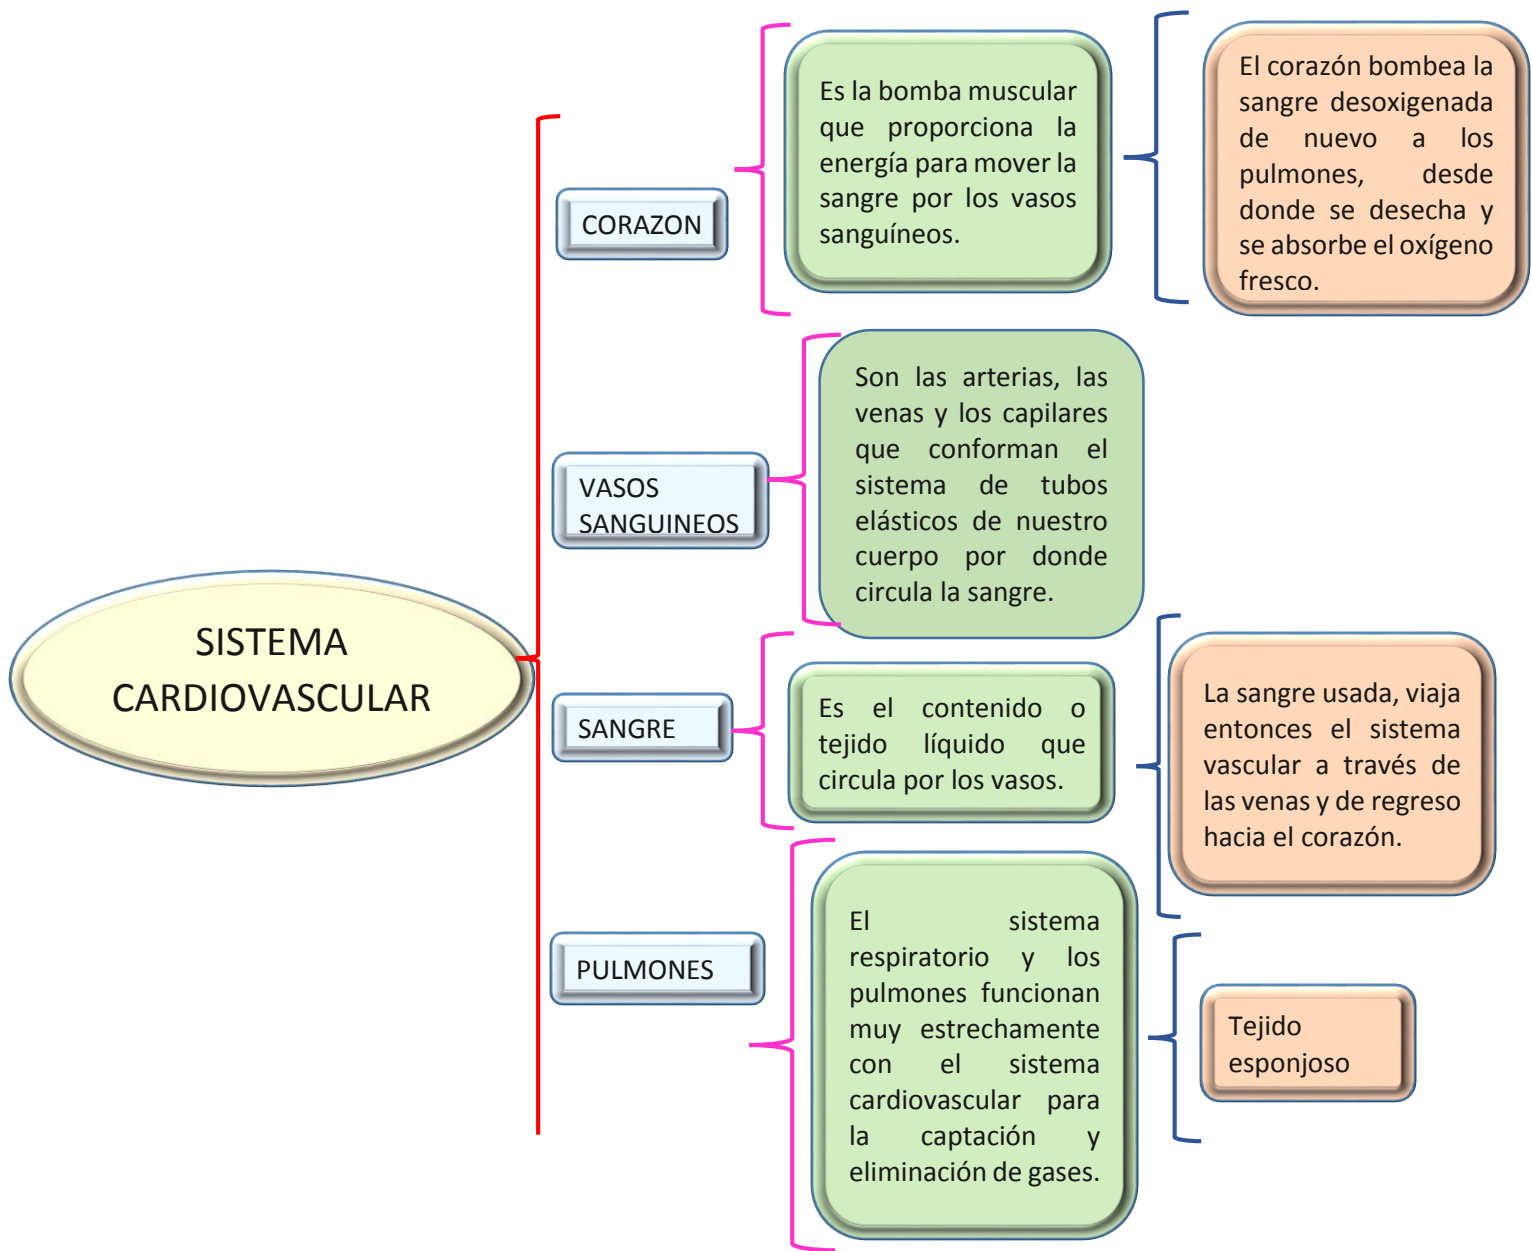 SISTEMA
CARDIOVASCULAR
CORAZON
Es la bomba muscular
que proporciona la
energía para mover la
sangre por los vasos
sanguíneos.
El corazón bombea la
sangre desoxigenada
de nuevo a los
pulmones, desde
donde se desecha y
se absorbe el oxígeno
fresco.
VASOS
SANGUINEOS
Son las arterias, las
venas y los capilares
que conforman el
sistema de tubos
elásticos de nuestro
cuerpo por donde
circula la sangre.
SANGRE
Es el contenido o
tejido líquido que
circula por los vasos.
La sangre usada, viaja
entonces el sistema
vascular a través de
las venas y de regreso
hacia el corazón.
PULMONES
El sistema
respiratorio y los
pulmones funcionan
muy estrechamente
con el sistema
cardiovascular para
la captación y
eliminación de gases.
Tejido
esponjoso